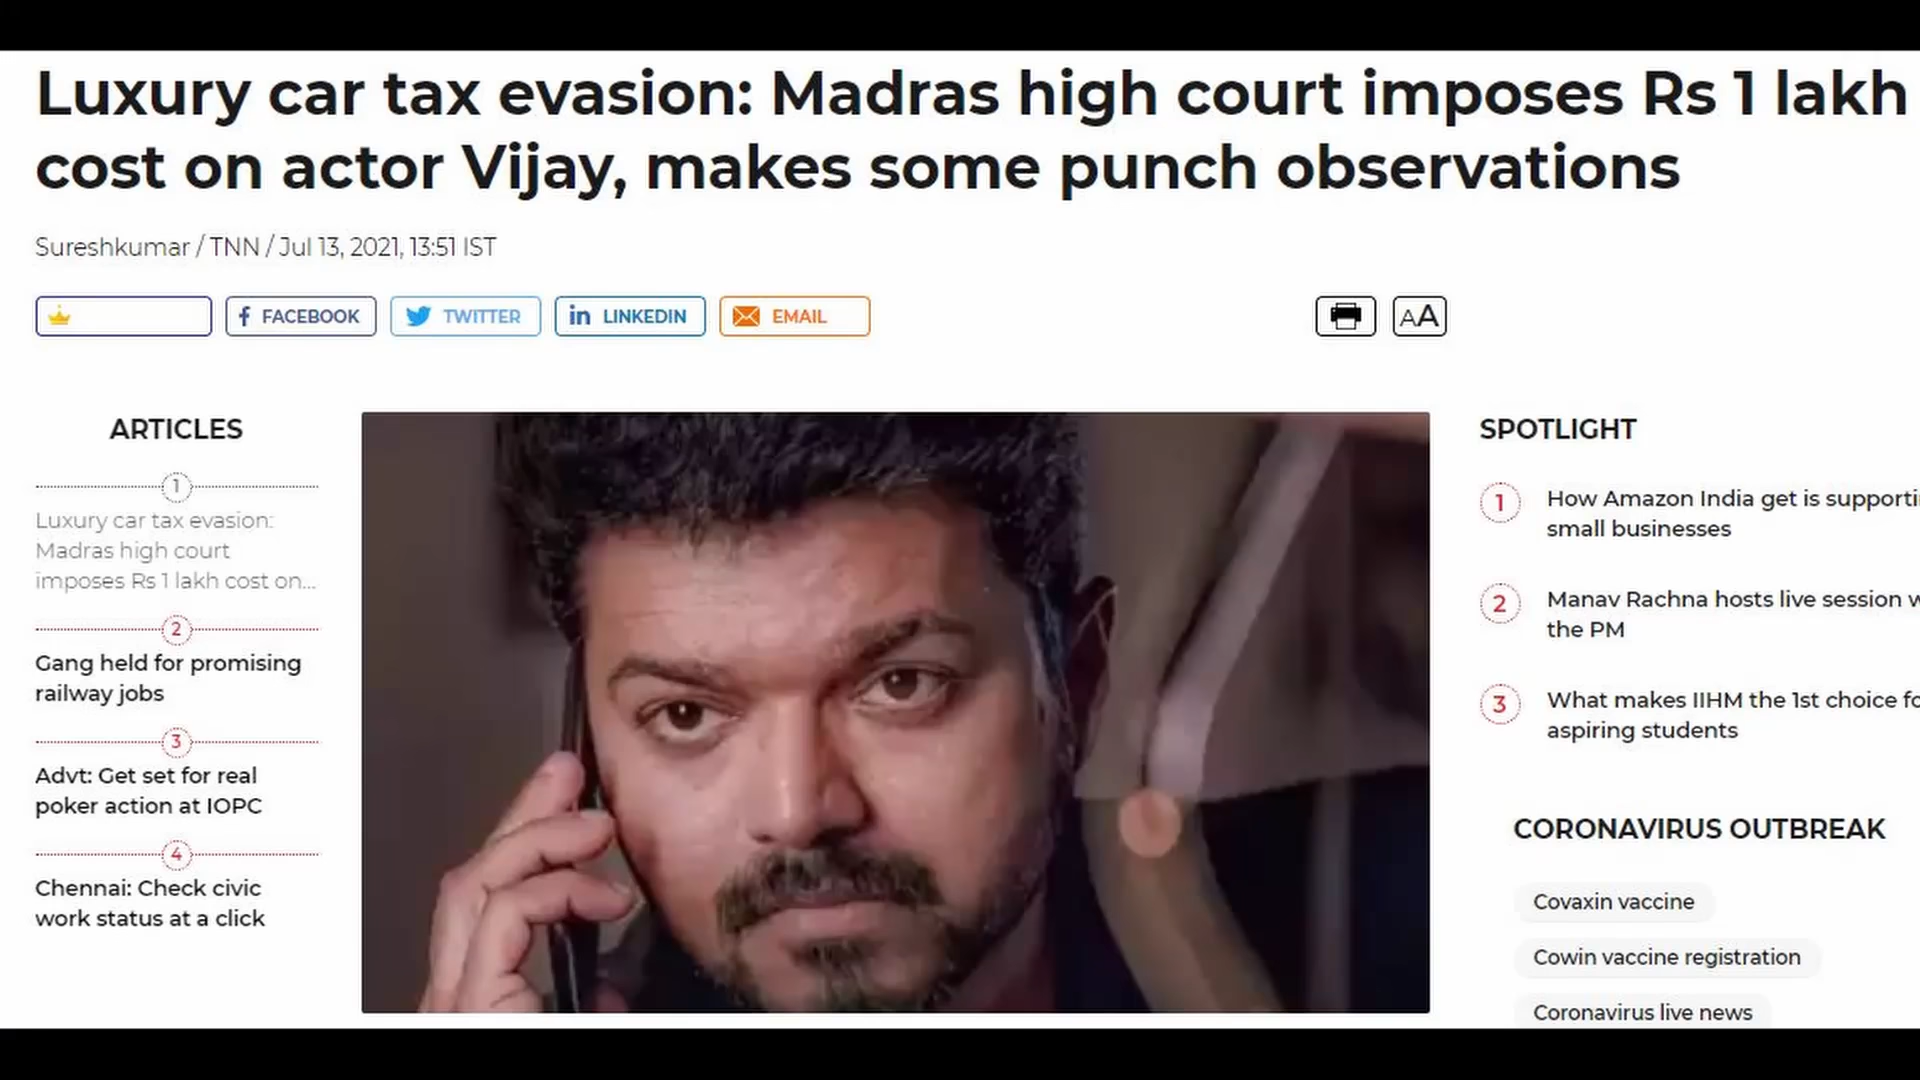 Luxury car tax evasion: Madras high court imposes Rs 1 lakh
cost on actor Vijay, makes some punch observations
Sureshkumar / TNN / Jul 13, 2021, 13:51 IST
FACEBOOK
TWITTER
LINKEDIN
EMAIL
AA
ARTICLES
1
Luxury car tax evasion:
Madras high court
imposes Rs 1 lakh cost on...
2
Gang held for promising
railway jobs
3
Advt: Get set for real
poker action at IOPC
4
Chennai: Check civic
work status at a click
SPOTLIGHT
1
How Amazon India get is
small businesses
2
Manav Rachna hosts live session
the PM
3
What makes IIHM the 1st choice
aspiring students
CORONAVIRUS OUTBREAK
Covaxin vaccine
Cowin vaccine registration
Coronavirus live news